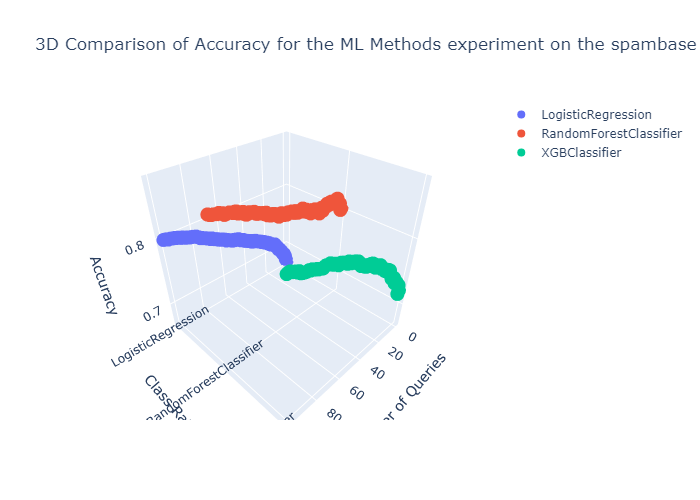 3D Comparison of Accuracy for the ML Methods experiment on the spambase
LogisticRegression
RandomForestClassifier
XGBClassifier
0.8
0.7
Accuracy
LogisticRegression
RandomForestClassifier
0
20
40
60
80
of Queries